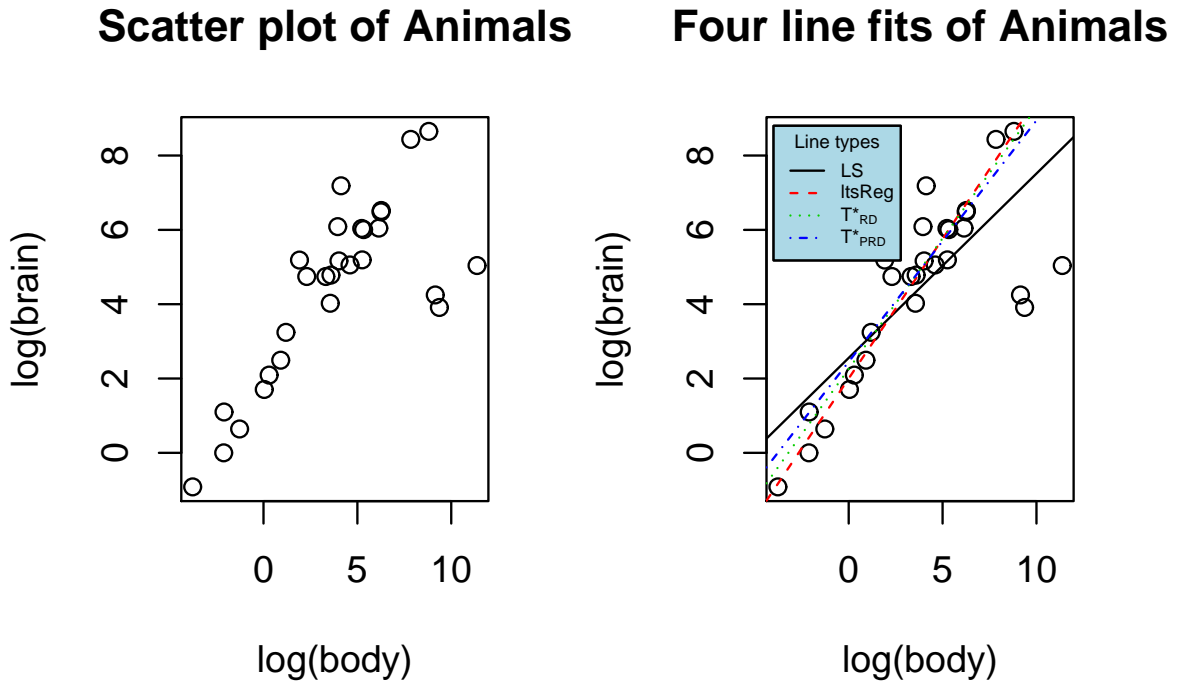 Scatter plot of Animals
log(brain)
8
6
4
2
0
0 5 10
log(body)
Four line fits of Animals
log(brain)
8
6
4
2
0
Line types
LS
ltsReg
T*RD
T*PRD
0 5 10
log(body)